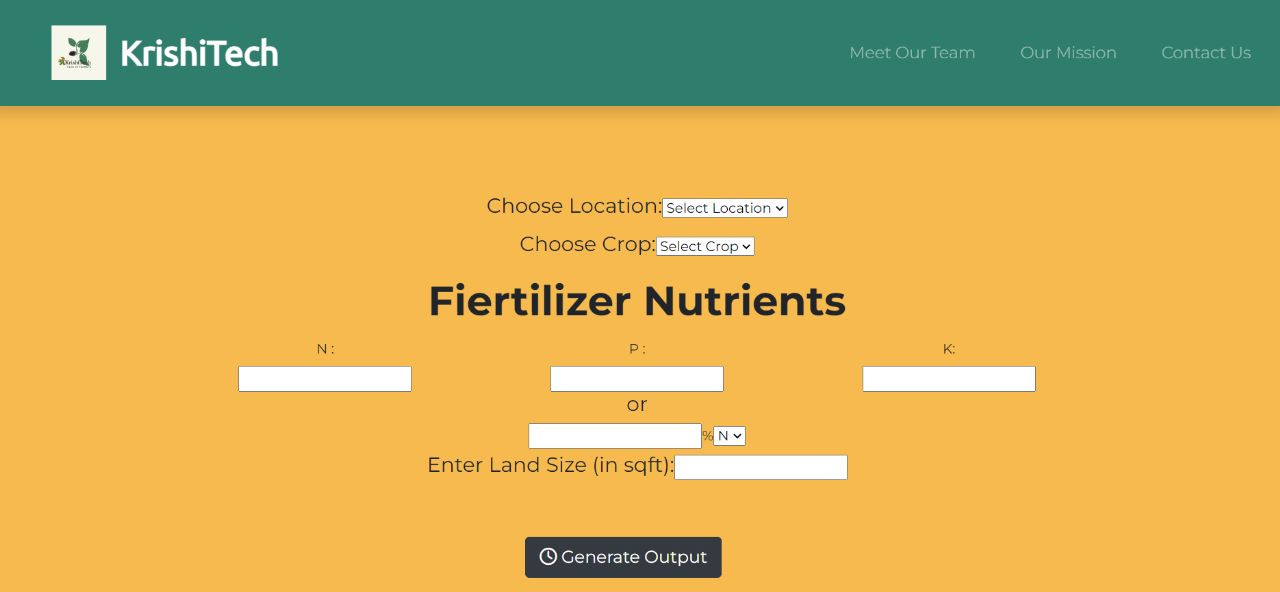 KrishiTech
Meet Our Team Our Mission Contact Us
Choose Location: Select Location
Choose Crop: Select Crop
Fiertilizer Nutrients
N : P : K:
or
% N
Enter Land Size (in sqft):
Generate Output